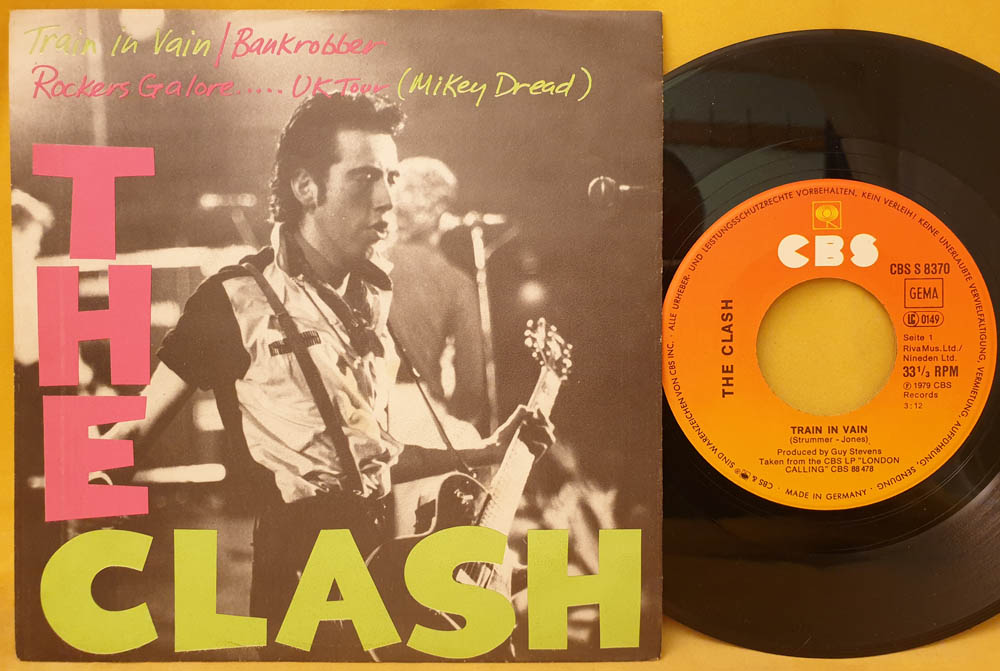 Train in Vain/Bankrobber
Rockers Galore..... UK Tour (Mikey Dread)
THE
CLASH
ALLE URHEBER- UND LEISTUNGSSCHUTZRECHTE VORBEHALTEN. KEIN VERLEIH! KEINE UNERLAUBTE VERVIELFÄLTIGUNG, VERMIETUNG, AUFFÜHRUNG, SENDUNG
CBS
CBS S 8370
GEMA
LC 0149
Seite 1
Riva Mus. Ltd./
Nineden Ltd.
33 1/3 RPM
℗ 1979 CBS
Records
3:12
THE CLASH
TRAIN IN VAIN
(Strummer - Jones)
Produced by Guy Stevens
Taken from the CBS LP "LONDON
CALLING" CBS 88 478
· MADE IN GERMANY ·
CBS & ® SIND WARENZEICHEN VON CBS INC. ·